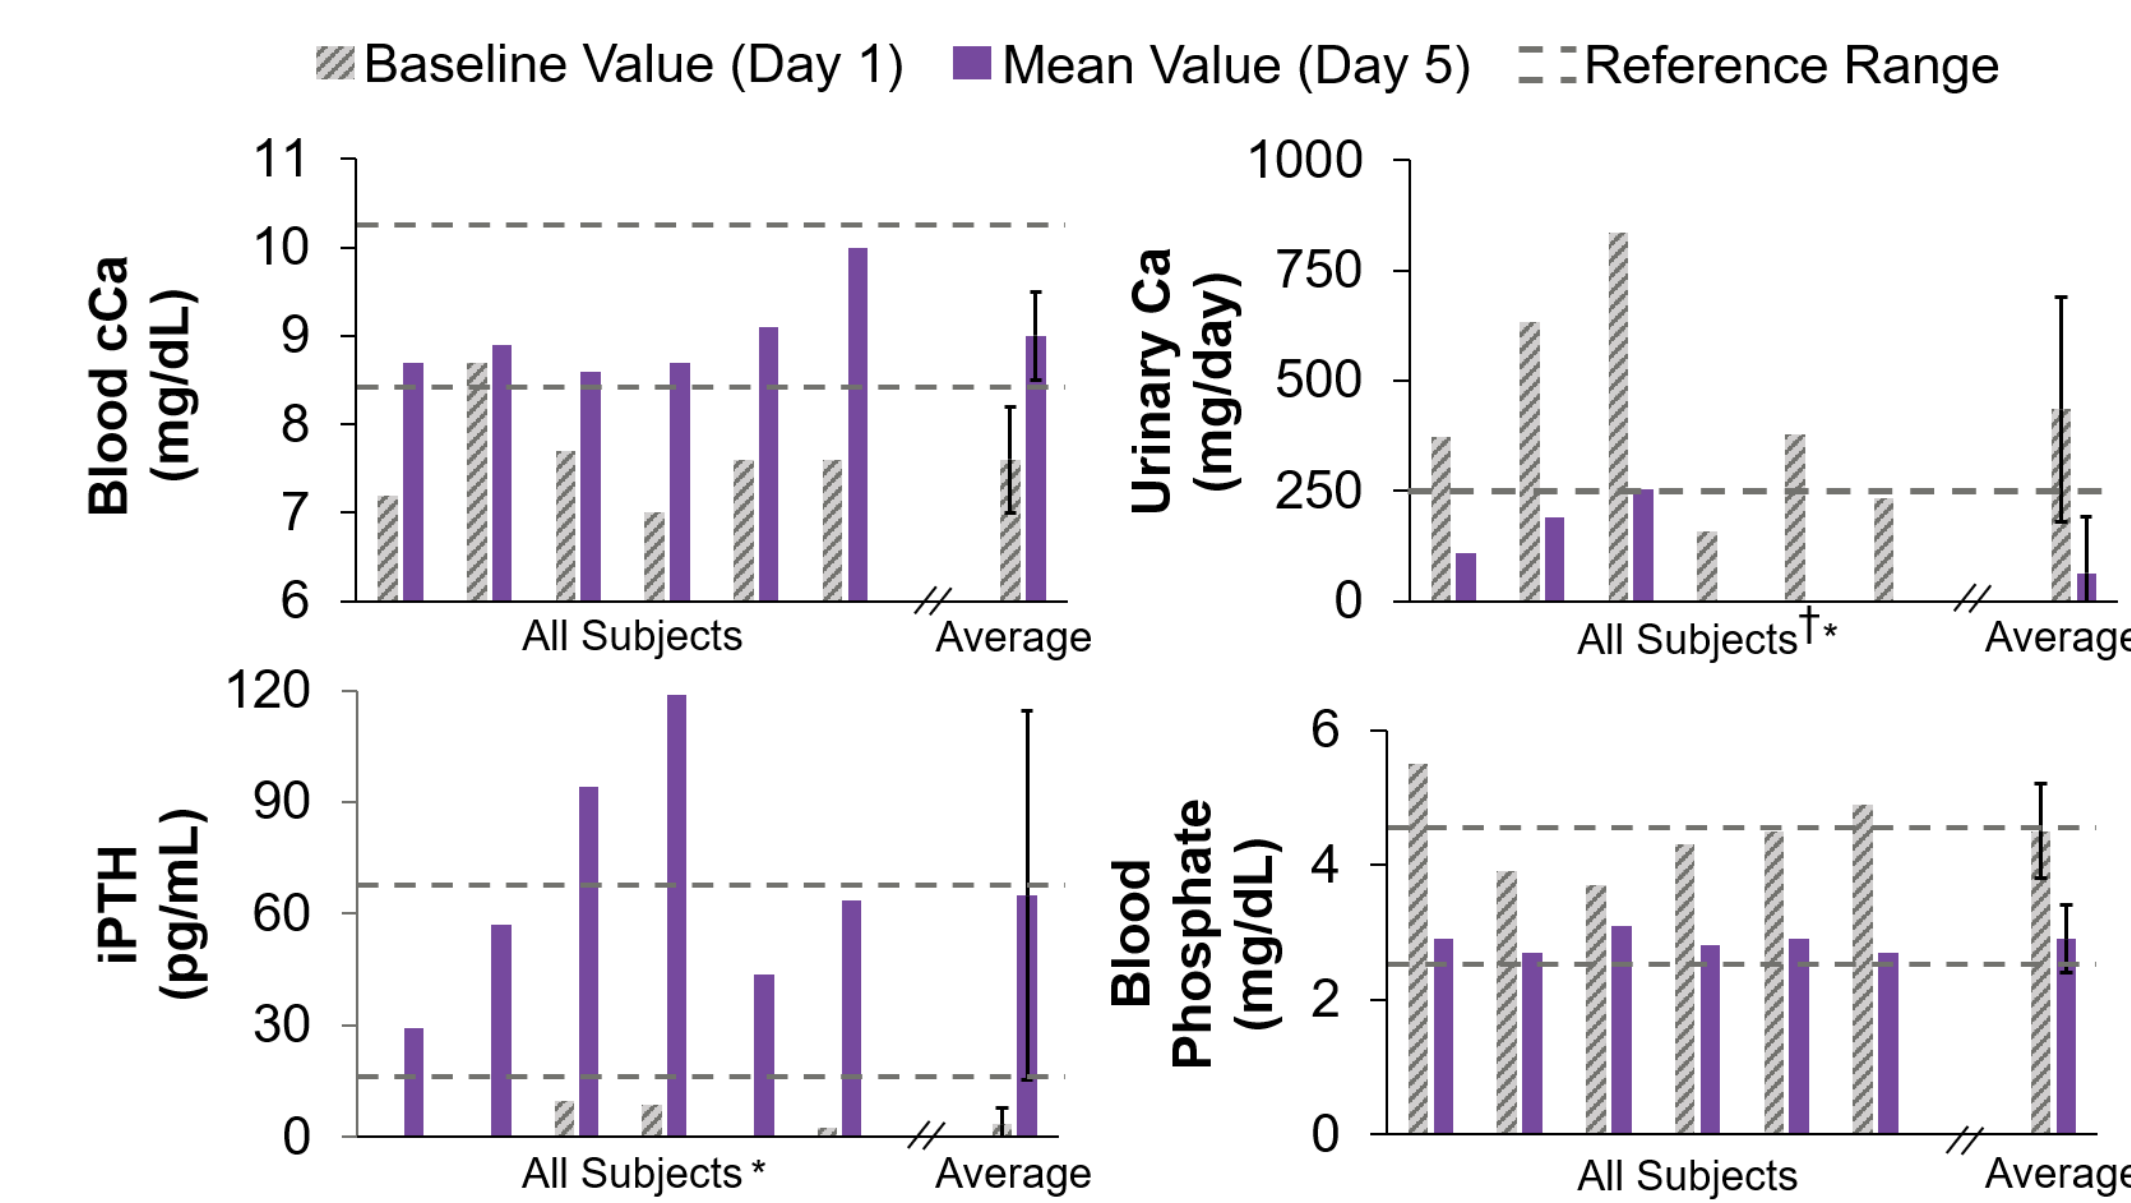 Baseline Value (Day 1) Mean Value (Day 5) Reference Range
Blood cCa
(mg/dL)
11
10
9
8
7
6
All Subjects Average
Urinary Ca
(mg/day)
1000
750
500
250
0
All Subjects†* Average
iPTH
(pg/mL)
120
90
60
30
0
All Subjects * Average
Blood
Phosphate
(mg/dL)
6
4
2
0
All Subjects Average